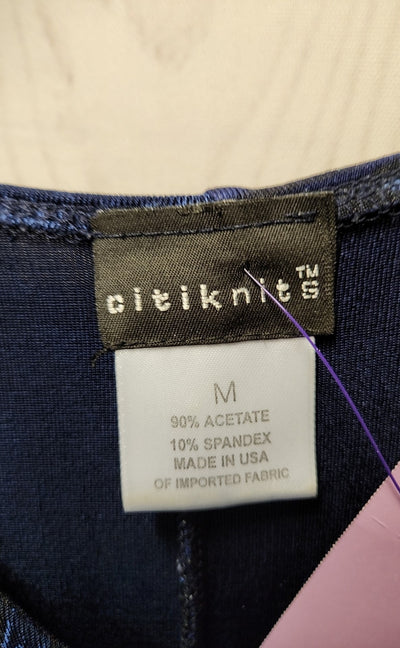 citiknits™
M
90% ACETATE
10% SPANDEX
MADE IN USA
OF IMPORTED FABRIC